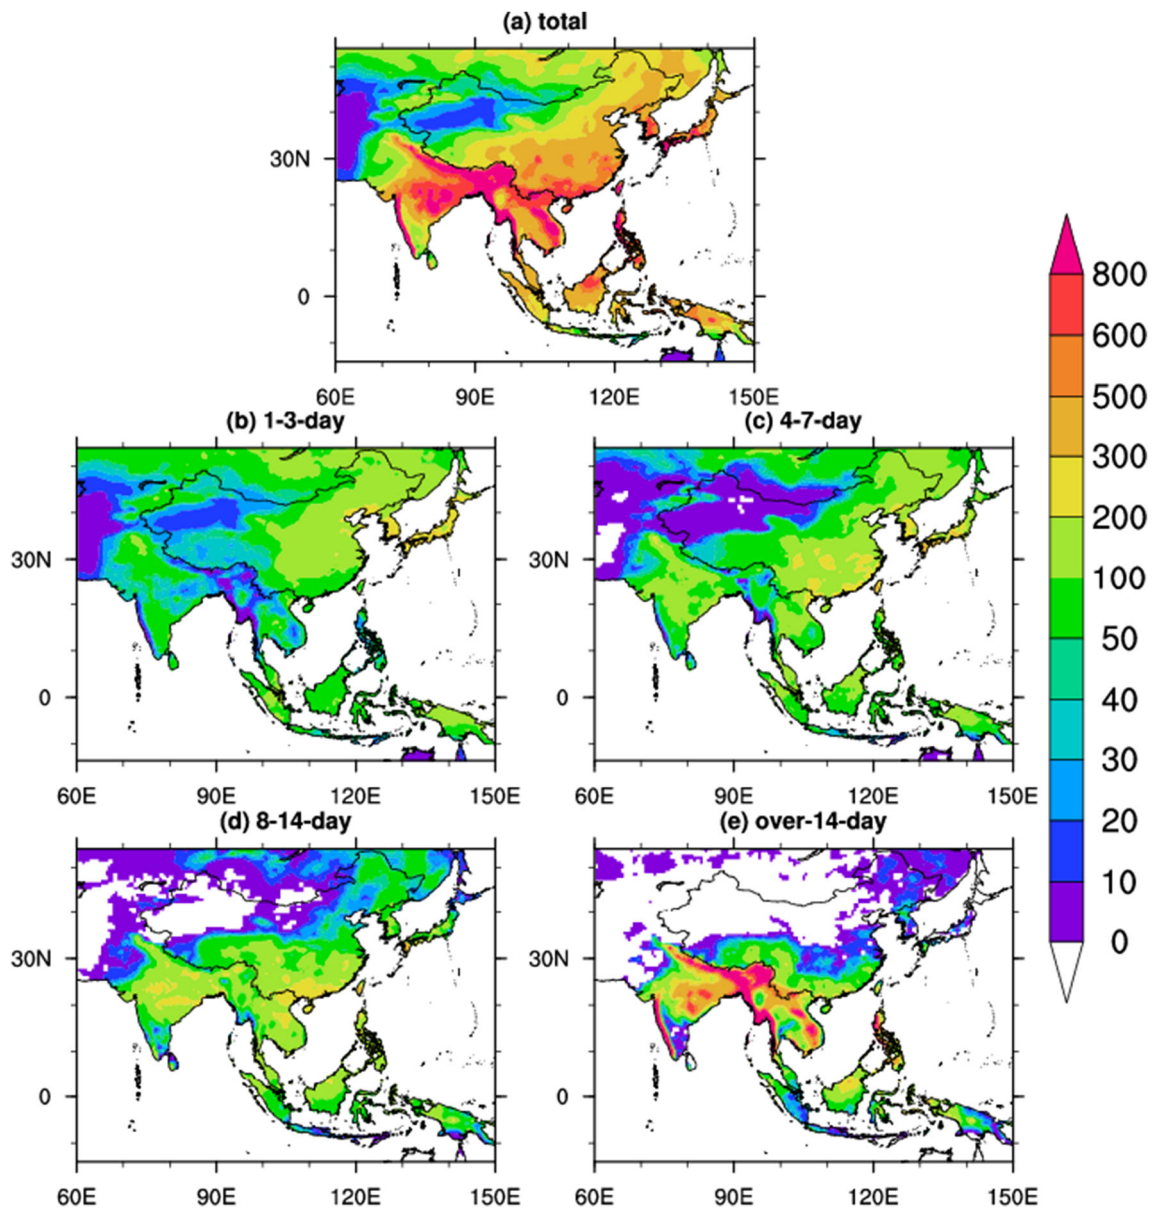 (a) total
30N
0
60E 90E 120E 150E
(b) 1-3-day
(c) 4-7-day
30N
0
60E 90E 120E 150E
30N
0
60E 90E 120E 150E
(d) 8-14-day
(e) over-14-day
30N
0
60E 90E 120E 150E
30N
0
60E 90E 120E 150E
800
600
500
300
200
100
50
40
30
20
10
0